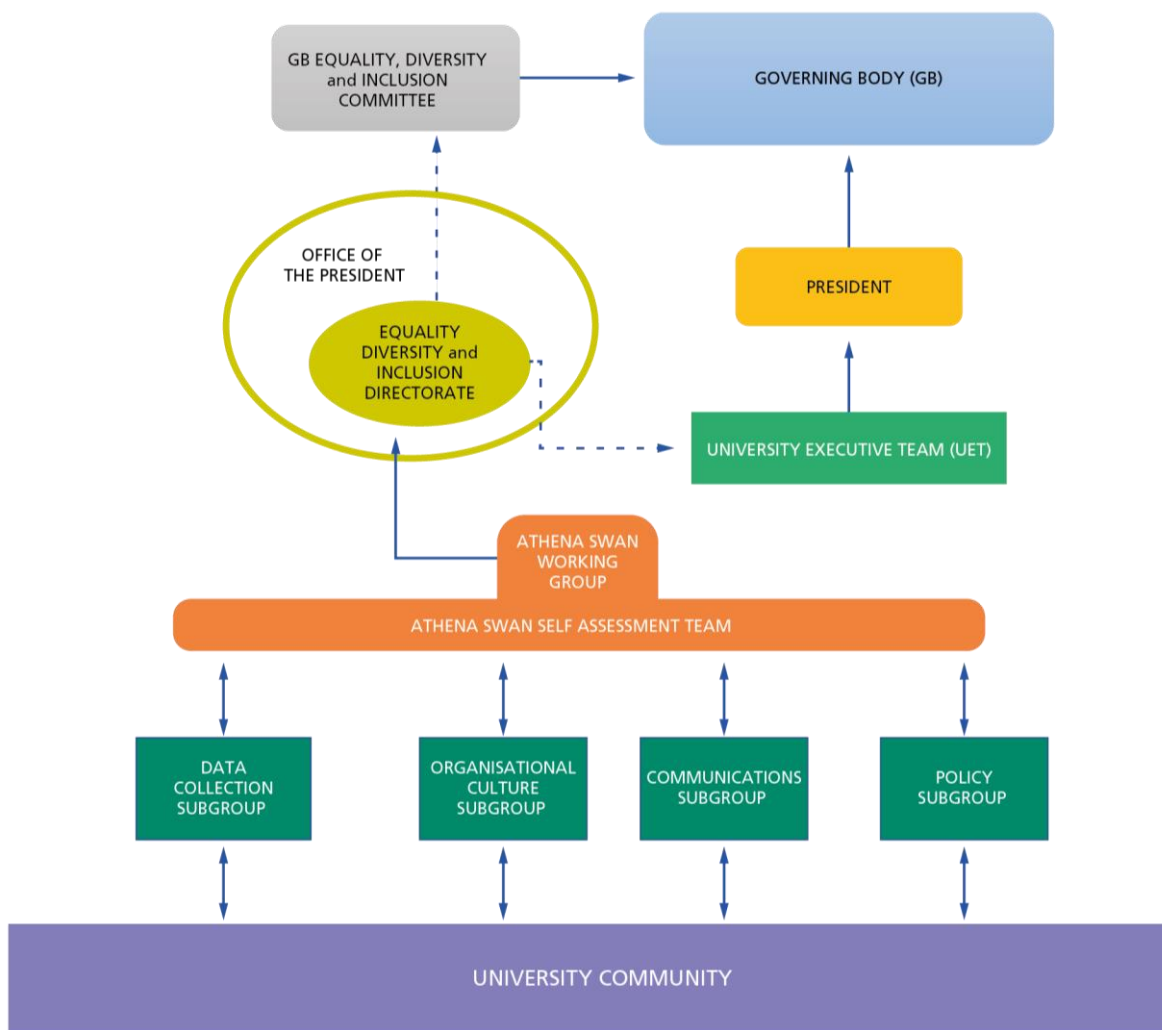 GB EQUALITY, DIVERSITY
and INCLUSION
COMMITTEE
GOVERNING BODY (GB)
OFFICE OF
THE PRESIDENT
PRESIDENT
EQUALITY
DIVERSITY and
INCLUSION
DIRECTORATE
UNIVERSITY EXECUTIVE TEAM (UET)
ATHENA SWAN
WORKING
GROUP
ATHENA SWAN SELF ASSESSMENT TEAM
DATA
COLLECTION
SUBGROUP
ORGANISATIONAL
CULTURE
SUBGROUP
COMMUNICATIONS
SUBGROUP
POLICY
SUBGROUP
UNIVERSITY COMMUNITY